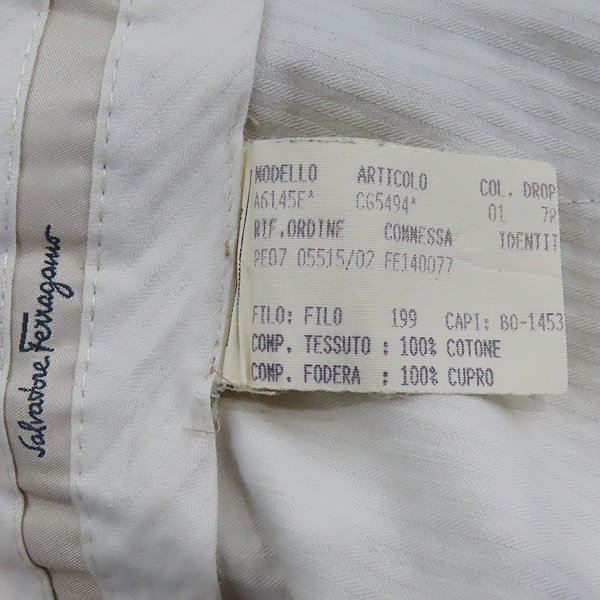 Salvatore Ferragamo
MODELLO ARTICOLO COL. DROP
A6145E* CG5494* 01 7R
RIF.ORDINE COMMESSA IDENTIT
PE07 05515/02 FE140077
FILO: FILO 199 CAPI: 80-1453
COMP. TESSUTO : 100% COTONE
COMP. FODERA : 100% CUPRO